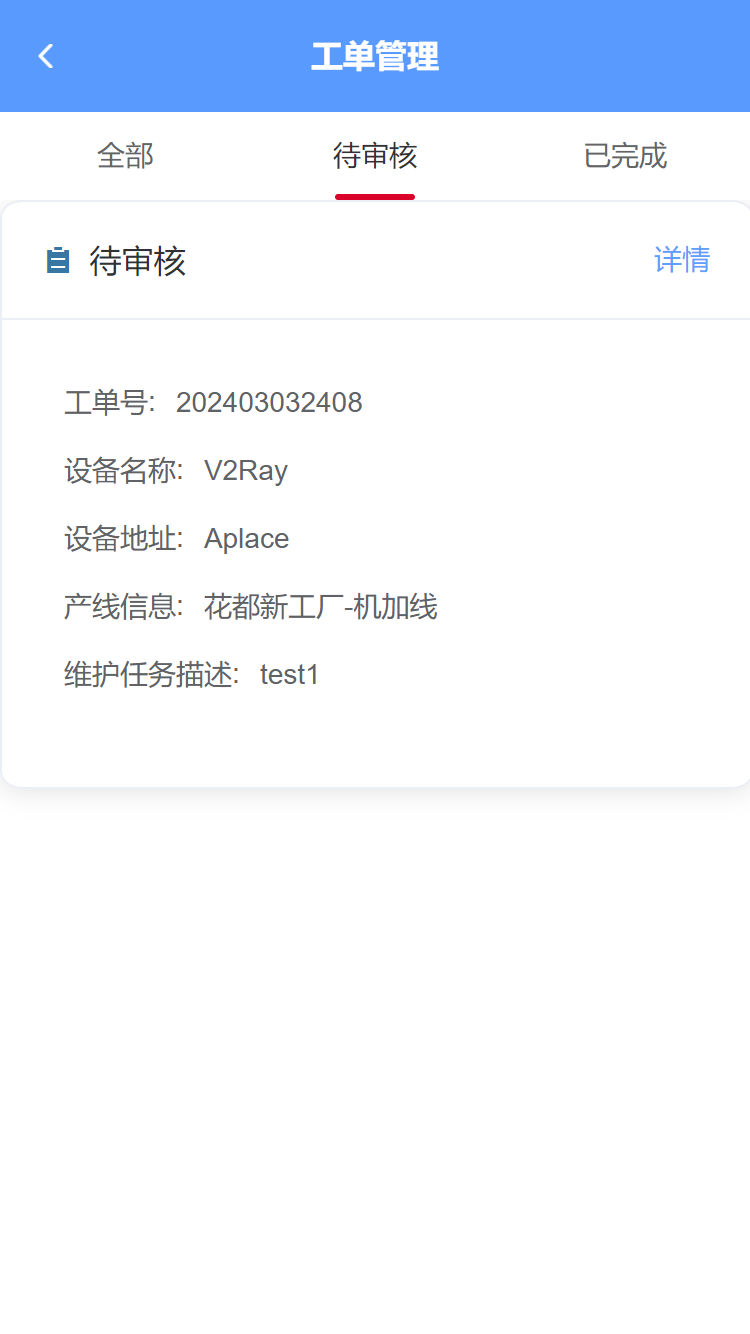 工单管理
全部 待审核 已完成
待审核 详情
工单号: 202403032408
设备名称: V2Ray
设备地址: Aplace
产线信息: 花都新工厂-机加线
维护任务描述: test1